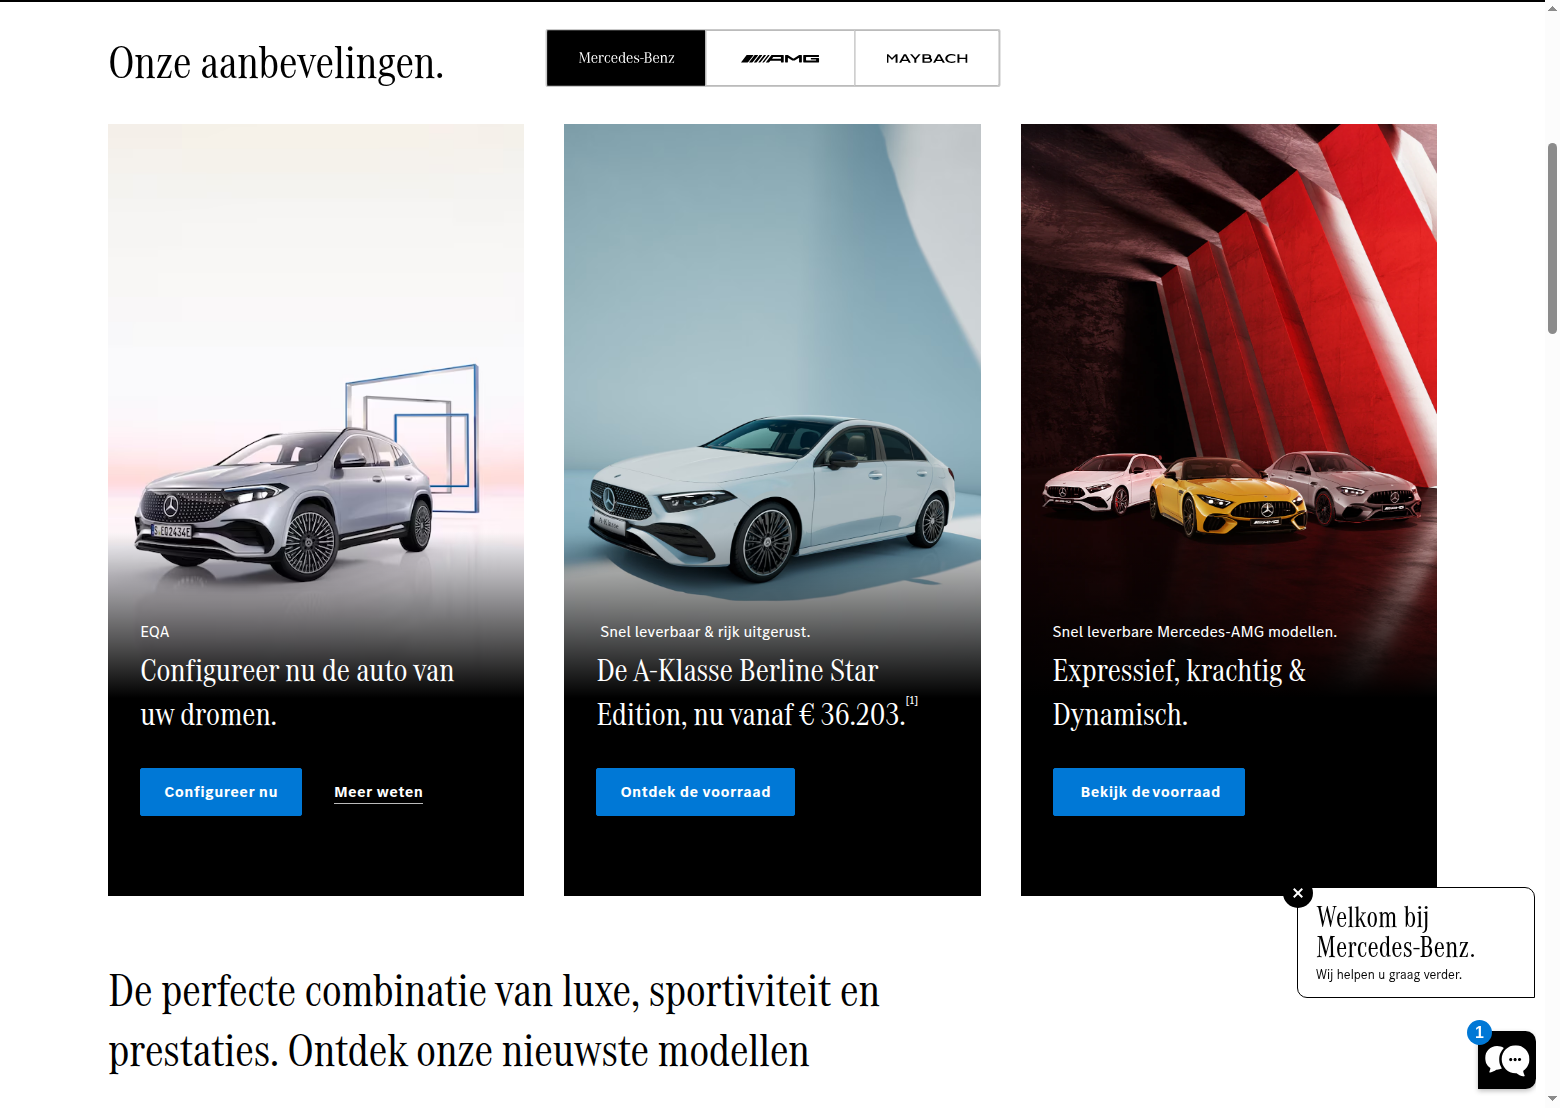 Onze aanbevelingen.
Mercedes-Benz
AMG
MAYBACH
S·EQ2434E
A-Klasse
AMG
EQA
Configureer nu de auto van
uw dromen.
Configureer nu
Meer weten
Snel leverbaar & rijk uitgerust.
De A-Klasse Berline Star
Edition, nu vanaf € 36.203.[1]
Ontdek de voorraad
Snel leverbare Mercedes-AMG modellen.
Expressief, krachtig &
Dynamisch.
Bekijk de voorraad
Welkom bij
Mercedes-Benz.
Wij helpen u graag verder.
De perfecte combinatie van luxe, sportiviteit en
prestaties. Ontdek onze nieuwste modellen
1